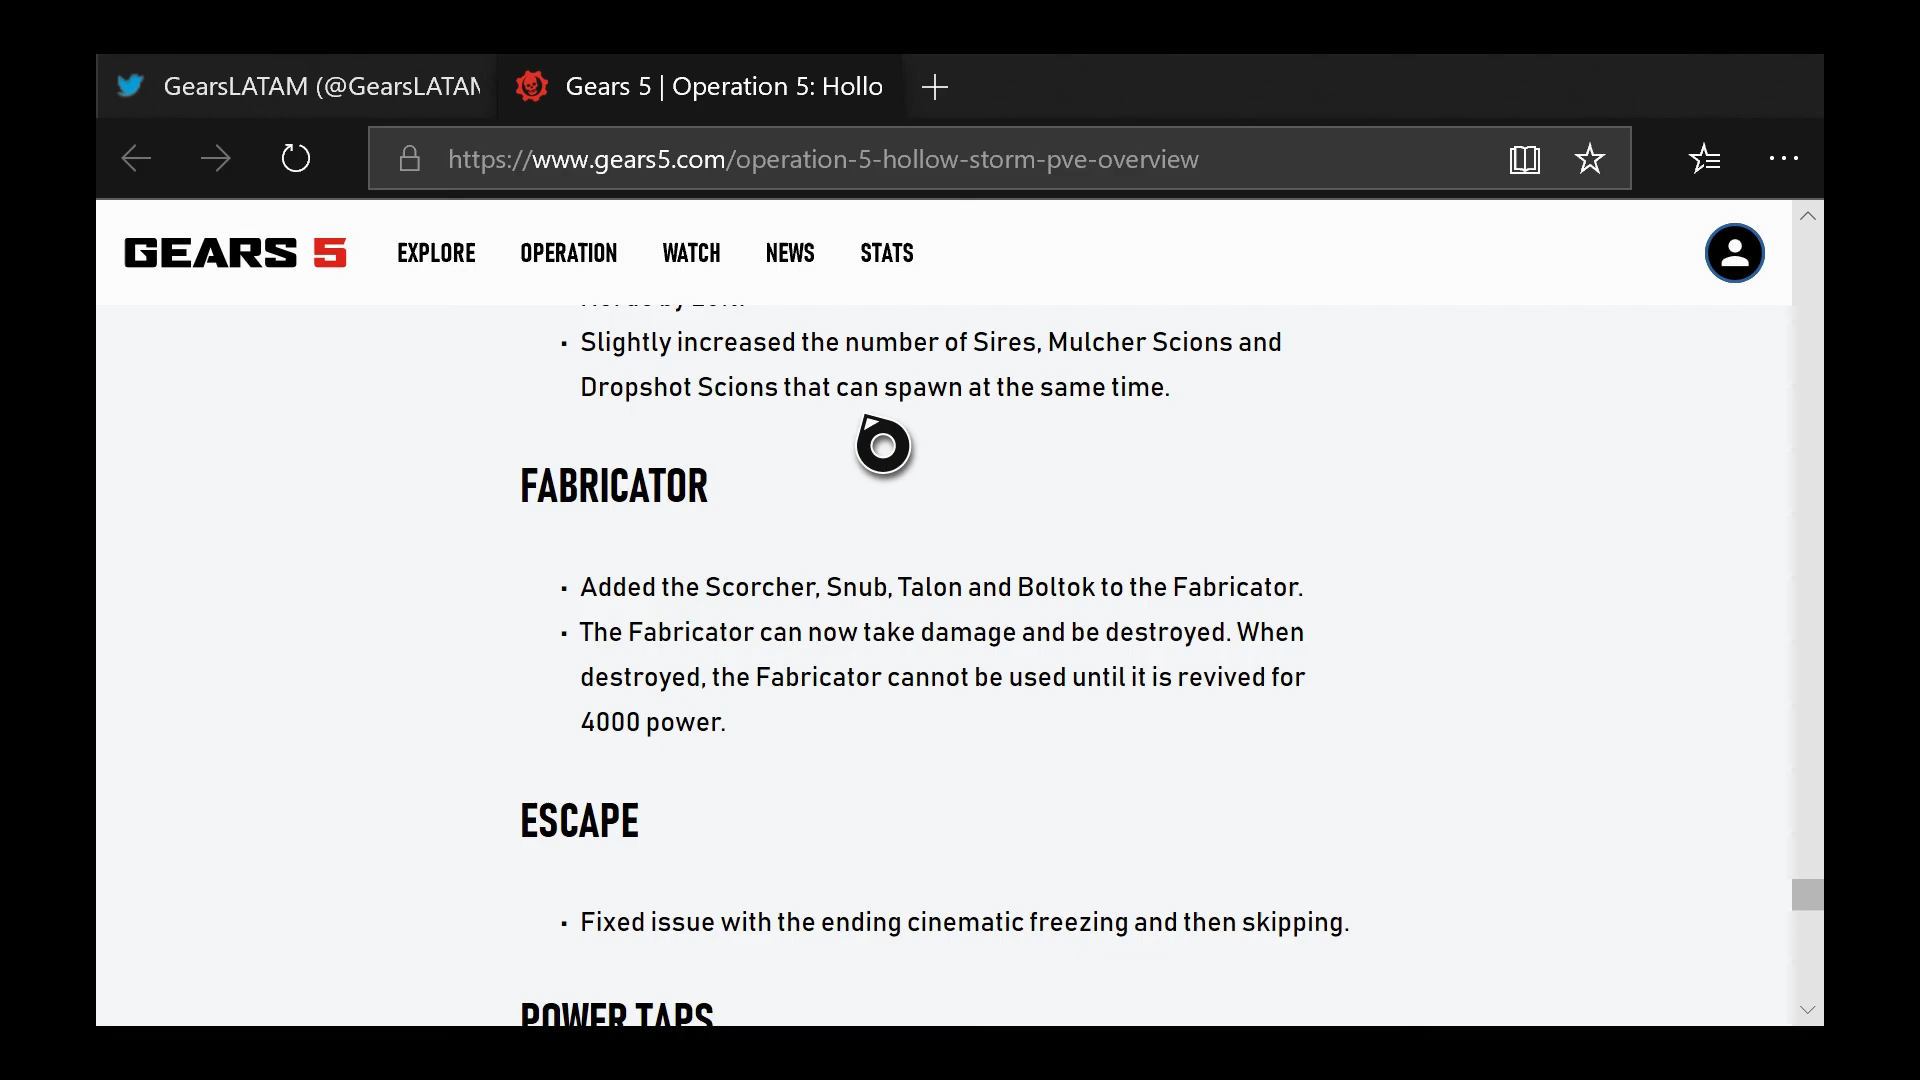 GearsLATAM (@GearsLATAM
Gears 5 | Operation 5: Hollo
https://www.gears5.com/operation-5-hollow-storm-pve-overview
GEARS 5 EXPLORE OPERATION WATCH NEWS STATS
Slightly increased the number of Sires, Mulcher Scions and
Dropshot Scions that can spawn at the same time.
FABRICATOR
Added the Scorcher, Snub, Talon and Boltok to the Fabricator.
The Fabricator can now take damage and be destroyed. When
destroyed, the Fabricator cannot be used until it is revived for
4000 power.
ESCAPE
Fixed issue with the ending cinematic freezing and then skipping.
POWER TAPS